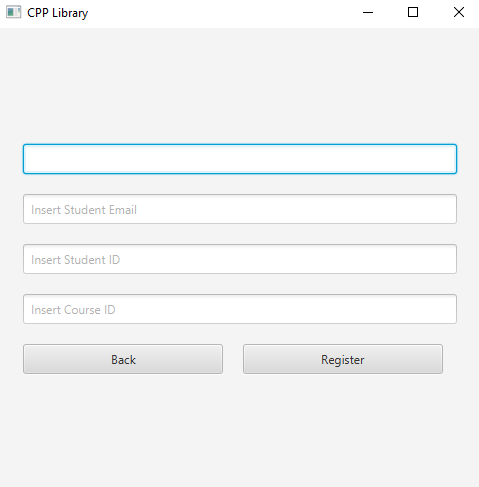 CPP Library
Insert Student Email
Insert Student ID
Insert Course ID
Back Register